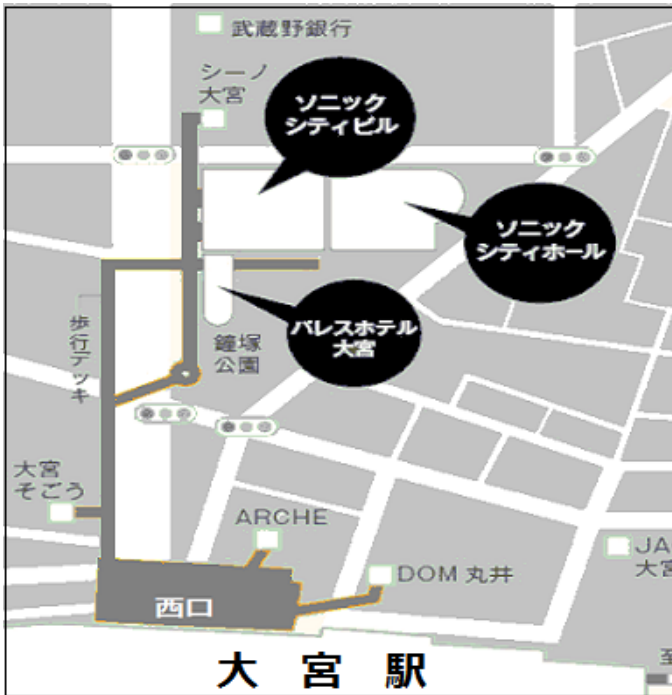 武蔵野銀行
シーノ
大宮
ソニック
シティビル
ソニック
シティホール
パレスホテル
大宮
鐘塚
公園
歩行デッキ
大宮
そごう
ARCHE
DOM 丸井
JA
大宮
西口
至
大宮駅